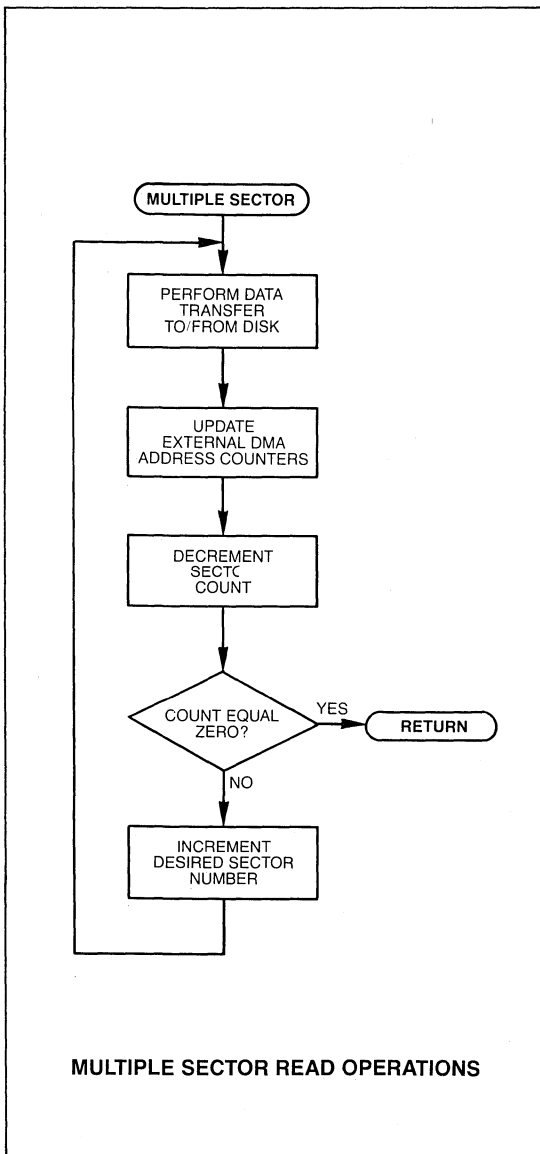 MULTIPLE SECTOR
PERFORM DATA
TRANSFER
TO/FROM DISK
UPDATE
EXTERNAL DMA
ADDRESS COUNTERS
DECREMENT
SECTC
COUNT
COUNT EQUAL
ZERO?
YES
RETURN
NO
INCREMENT
DESIRED SECTOR
NUMBER
MULTIPLE SECTOR READ OPERATIONS